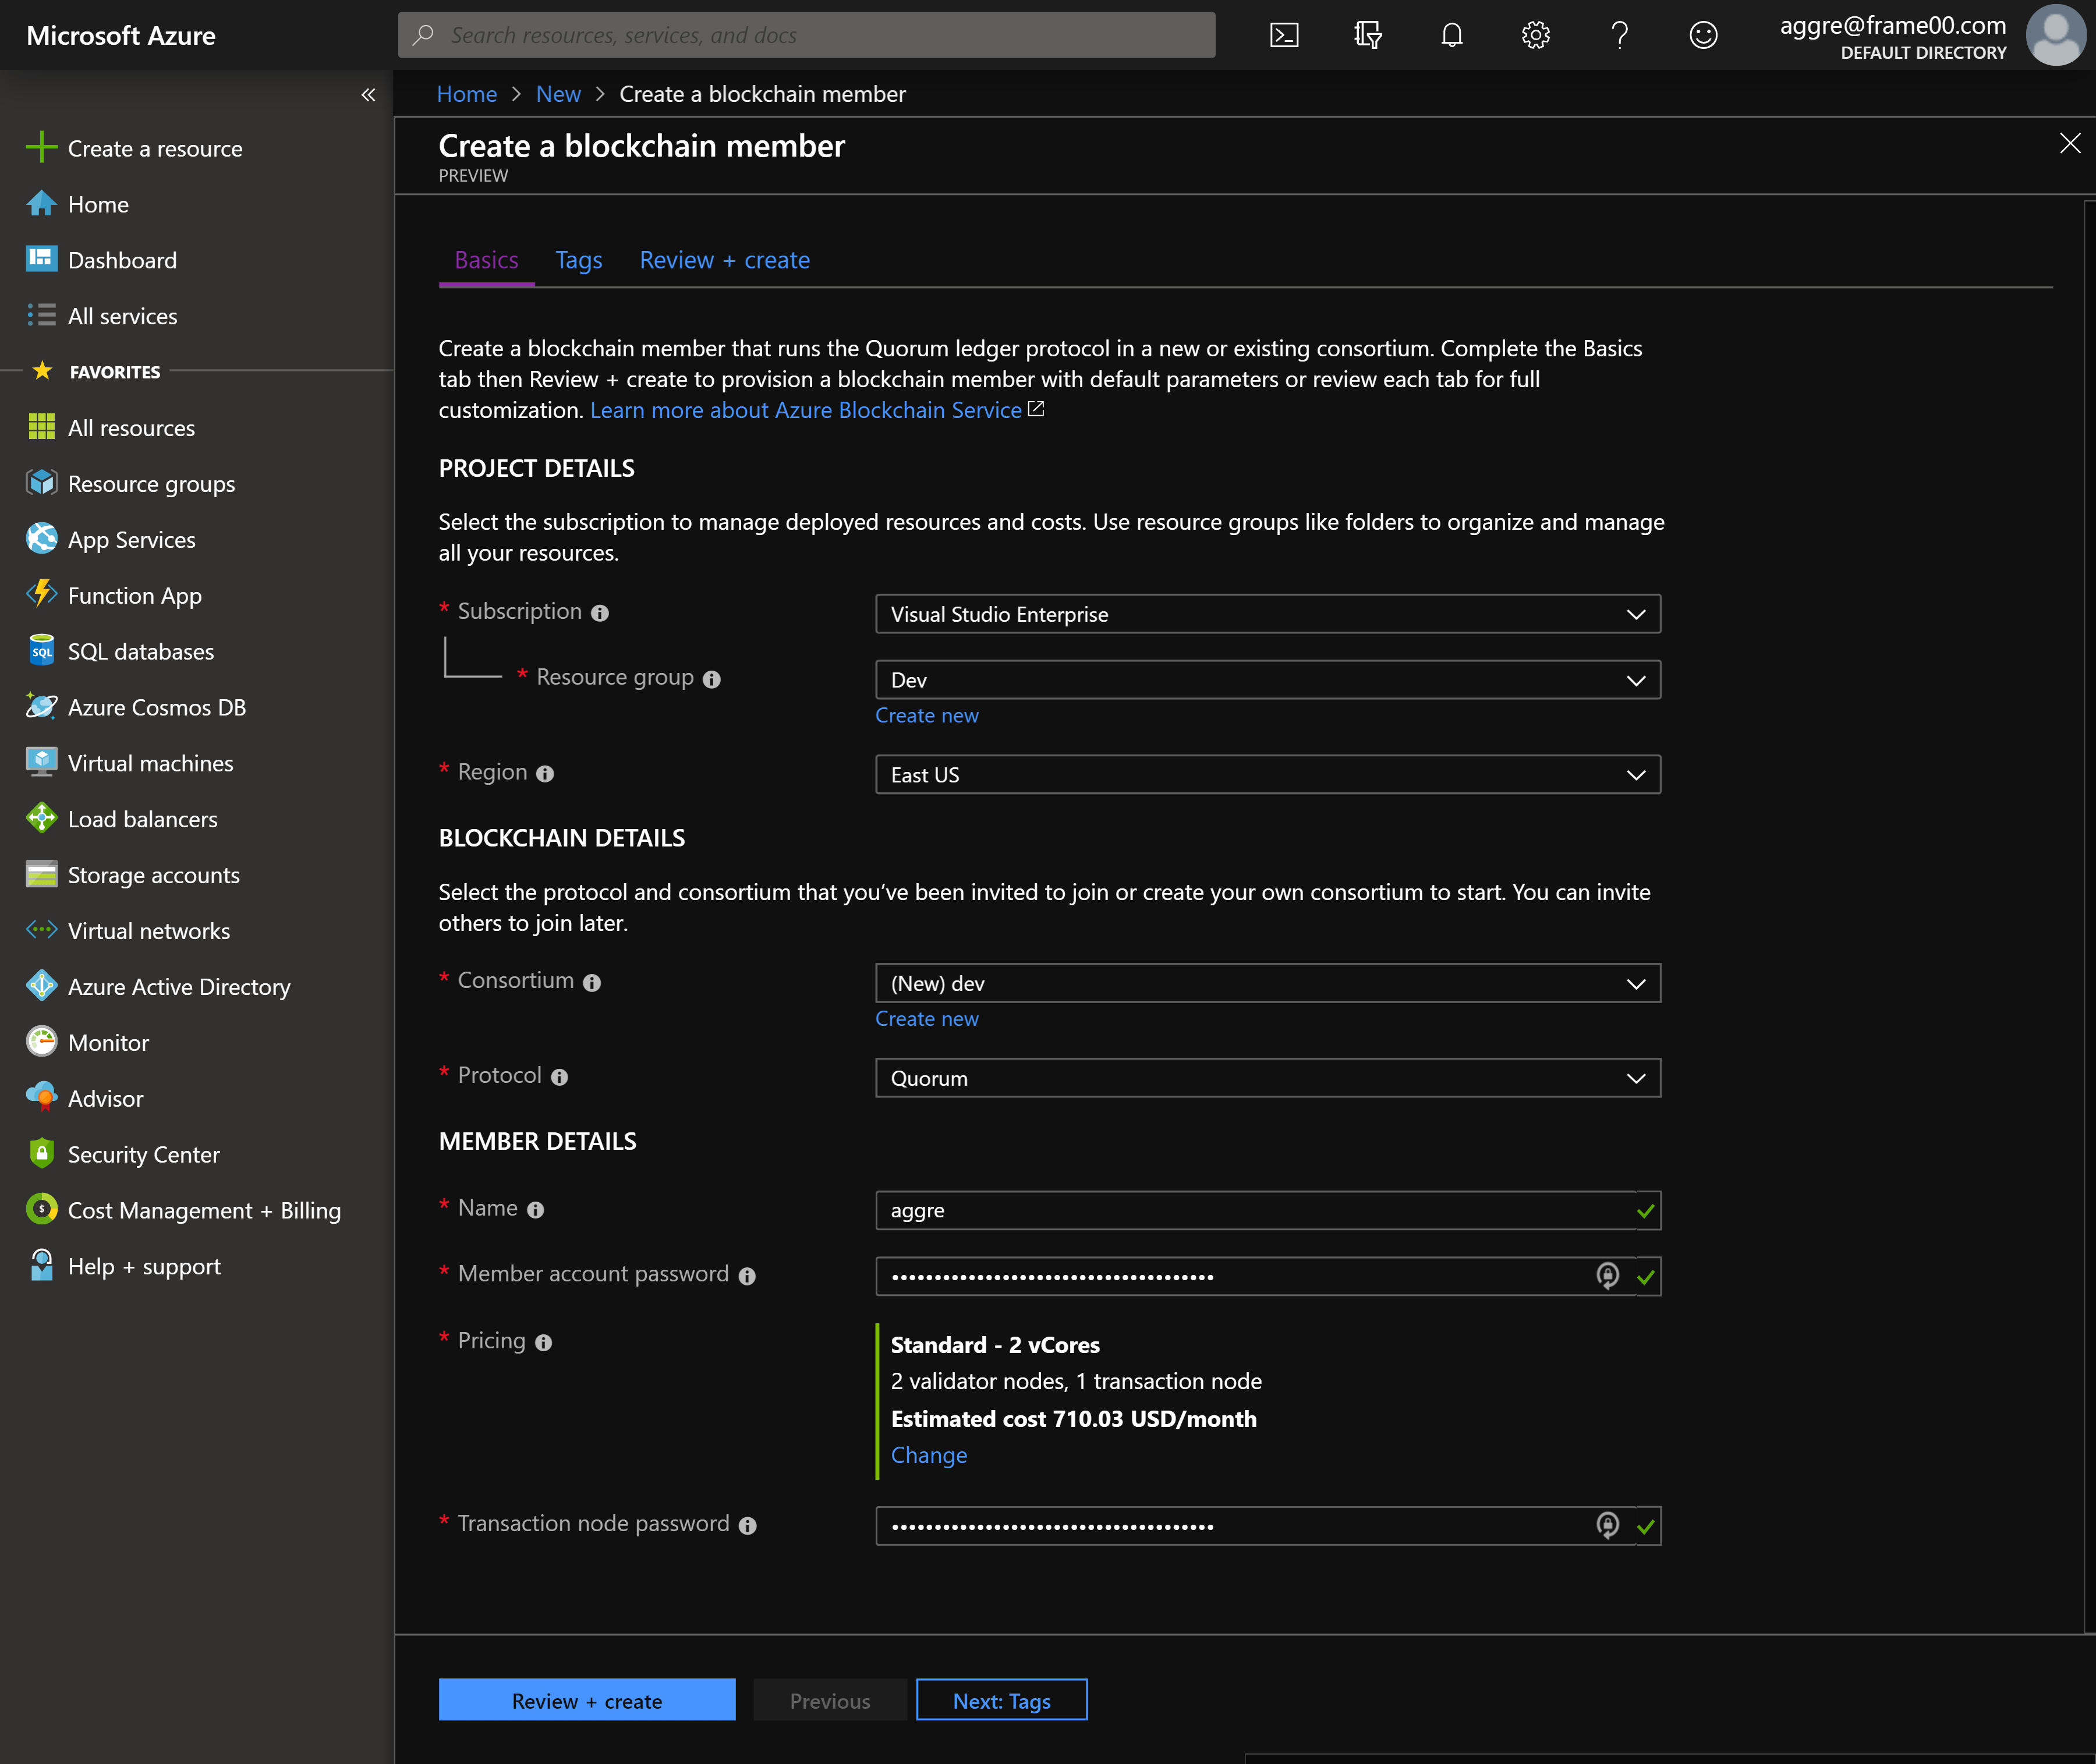 Microsoft Azure
Search resources, services, and docs
aggre@frame00.com
DEFAULT DIRECTORY
«
Create a resource
Home
Dashboard
All services
FAVORITES
All resources
Resource groups
App Services
Function App
SQL databases
Azure Cosmos DB
Virtual machines
Load balancers
Storage accounts
Virtual networks
Azure Active Directory
Monitor
Advisor
Security Center
Cost Management + Billing
Help + support
Home > New > Create a blockchain member
Create a blockchain member
PREVIEW
Basics Tags Review + create
Create a blockchain member that runs the Quorum ledger protocol in a new or existing consortium. Complete the Basics
tab then Review + create to provision a blockchain member with default parameters or review each tab for full
customization. Learn more about Azure Blockchain Service
PROJECT DETAILS
Select the subscription to manage deployed resources and costs. Use resource groups like folders to organize and manage
all your resources.
* Subscription Visual Studio Enterprise
* Resource group Dev
Create new
* Region East US
BLOCKCHAIN DETAILS
Select the protocol and consortium that you’ve been invited to join or create your own consortium to start. You can invite
others to join later.
* Consortium (New) dev
Create new
* Protocol Quorum
MEMBER DETAILS
* Name aggre
* Member account password ••••••••••••••••••••••••••••••••••••••
* Pricing Standard - 2 vCores
2 validator nodes, 1 transaction node
Estimated cost 710.03 USD/month
Change
* Transaction node password ••••••••••••••••••••••••••••••••••••••
Review + create Previous Next: Tags